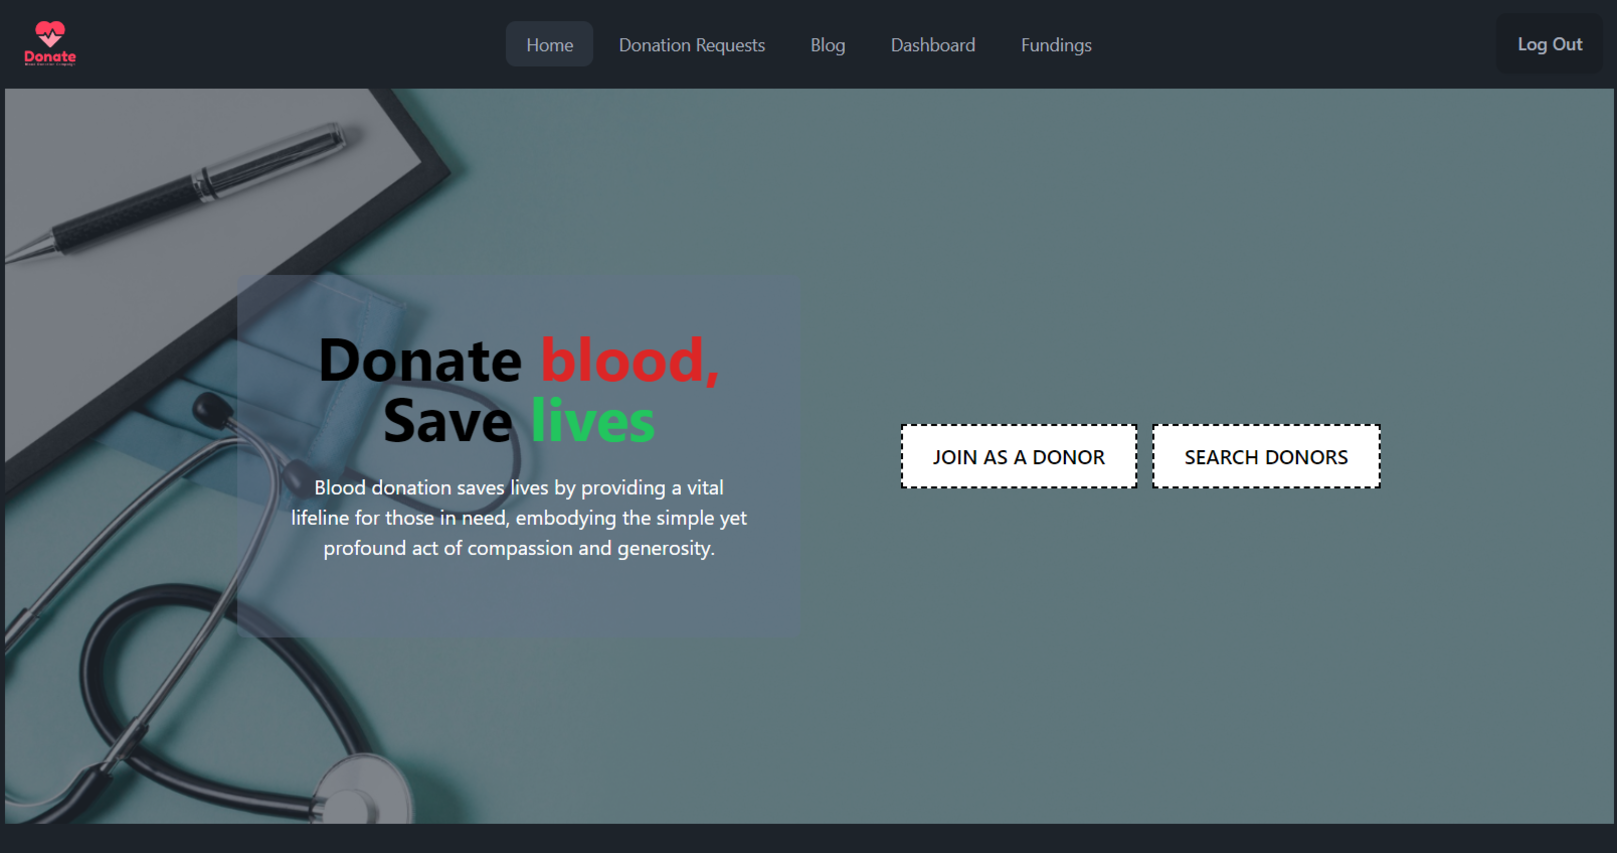 Donate
Home
Donation Requests
Blog
Dashboard
Fundings
Log Out
Donate blood,
Save lives
Blood donation saves lives by providing a vital
lifeline for those in need, embodying the simple yet
profound act of compassion and generosity.
JOIN AS A DONOR
SEARCH DONORS